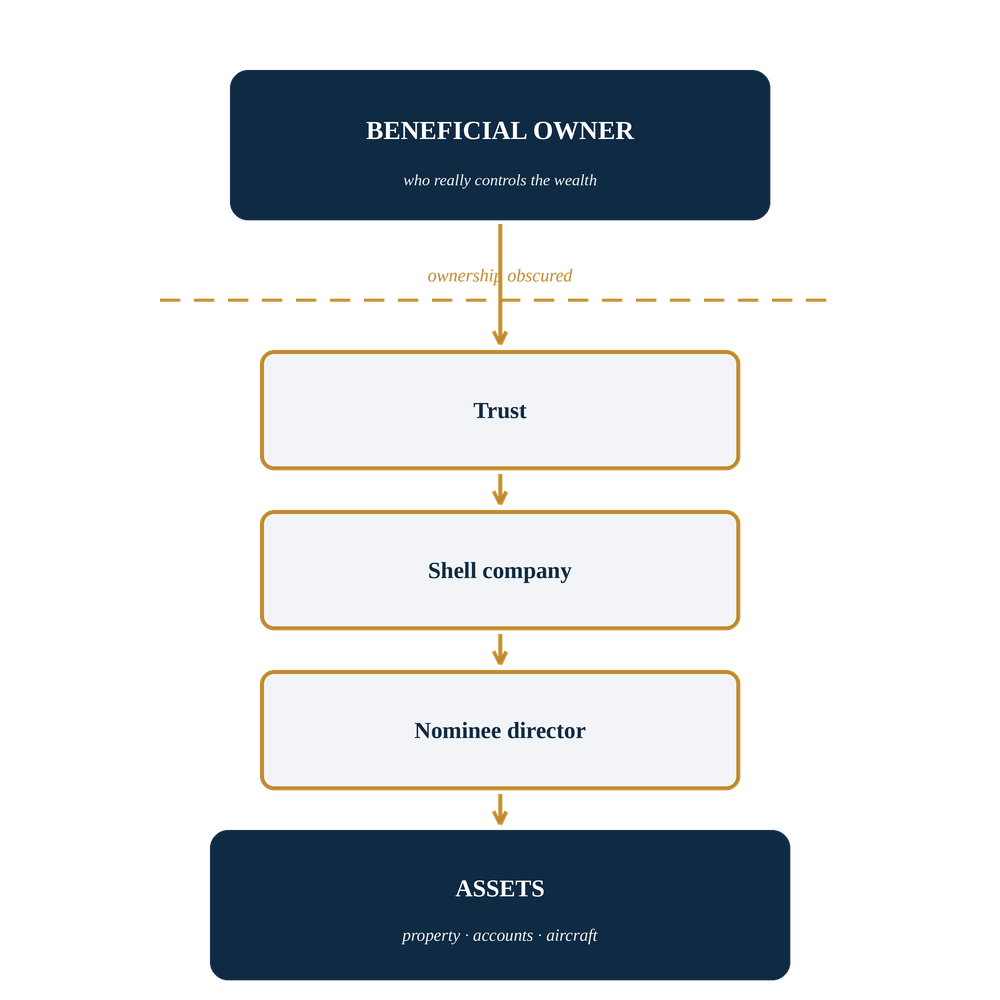 BENEFICIAL OWNER
who really controls the wealth
ownership obscured
Trust
Shell company
Nominee director
ASSETS
property · accounts · aircraft